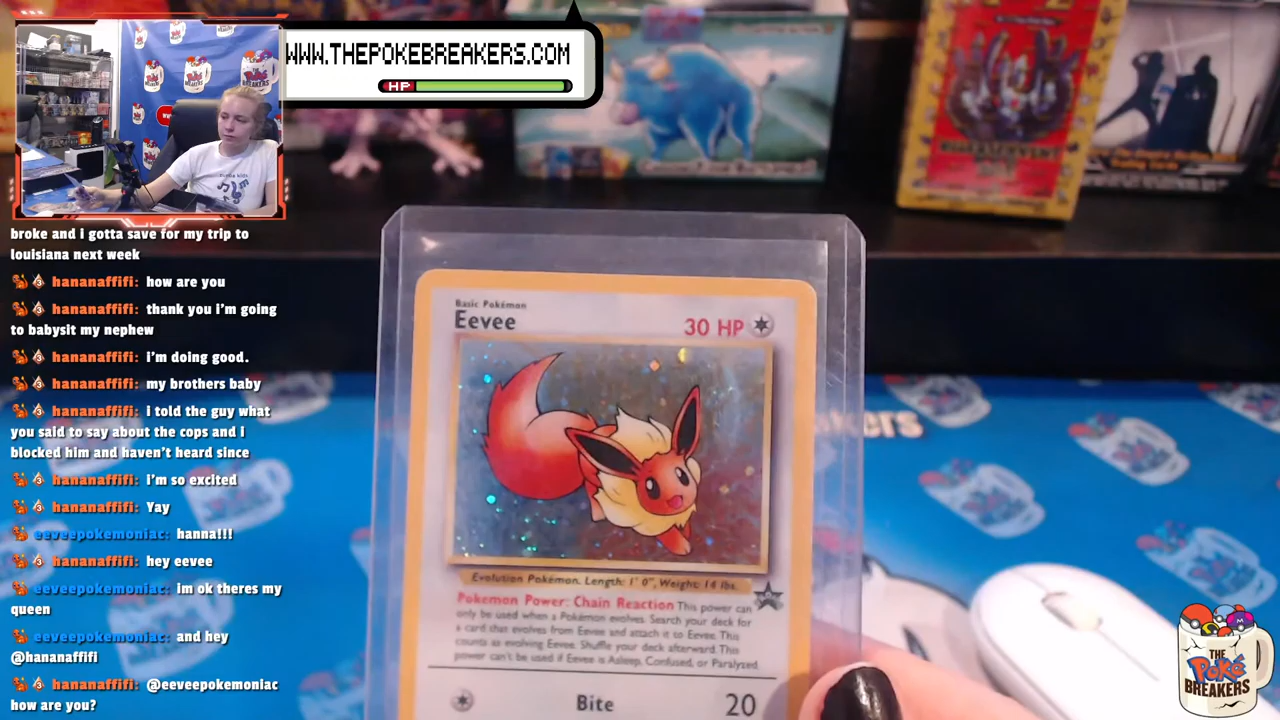 WWW.THEPOKEBREAKERS.COM
HP
broke and i gotta save for my trip to
louisiana next week
hananaffifi: how are you
hananaffifi: thank you i'm going
to babysit my nephew
hananaffifi: i'm doing good.
hananaffifi: my brothers baby
hananaffifi: i told the guy what
you said to say about the cops and i
blocked him and haven't heard since
hananaffifi: I'm so excited
hananaffifi: Yay
eeveepokemoniac: hanna!!!
hananaffifi: hey eevee
eeveepokemoniac: im ok theres my
queen
eeveepokemoniac: and hey
@hananaffifi
hananaffifi: @eeveepokemoniac
how are you?
Basic Pokémon
Eevee
30 HP
Evolution Pokémon. Length: 1' 0", Weight: 14 lbs.
Pokemon Power: Chain Reaction This power can
only be used when a Pokémon evolves. Search your deck for
a card that evolves from Eevee and attach it to Eevee. This
counts as evolving Eevee. Shuffle your deck afterward. This
power can't be used if Eevee is Asleep, Confused, or Paralyzed.
Bite 20
THE
Poké
BREAKERS